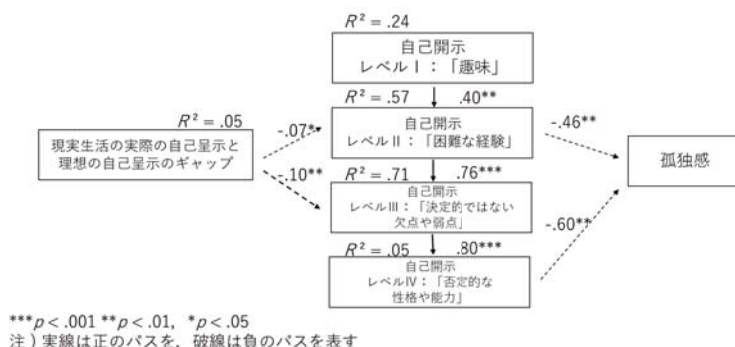 R² = .24
自己開示
レベルⅠ：「趣味」
R² = .57 .40**
R² = .05
-.07*
自己開示
レベルⅡ：「困難な経験」
-.46**
現実生活の実際の自己呈示と
理想の自己呈示のギャップ
孤独感
-.10**
R² = .71 .76***
自己開示
レベルⅢ：「決定的ではない
欠点や弱点」
-.60**
R² = .05 .80***
自己開示
レベルⅣ：「否定的な
性格や能力」
***p < .001 **p < .01, *p < .05
注）実線は正のパスを，破線は負のパスを表す